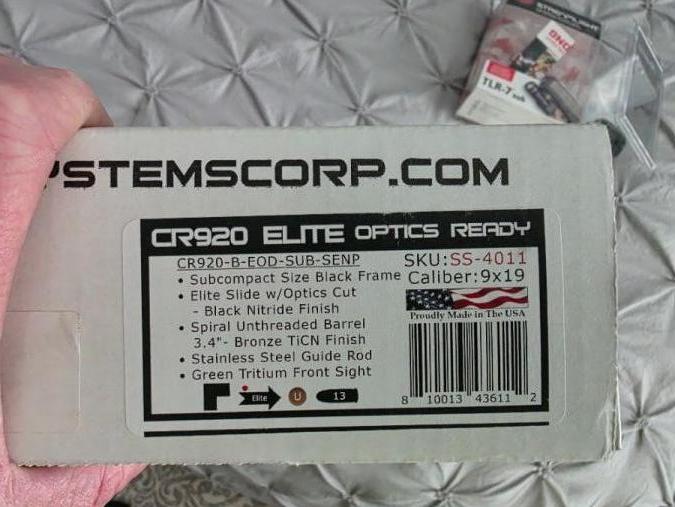 STREAMLIGHT
TLR-7 sub
YSTEMSCORP.COM
CR920 ELITE OPTICS READY
CR920-B-EOD-SUB-SENP
SKU:SS-4011
• Subcompact Size Black Frame
Caliber:9x19
• Elite Slide w/Optics Cut
- Black Nitride Finish
Proudly Made in The USA
• Spiral Unthreaded Barrel
3.4"- Bronze TiCN Finish
• Stainless Steel Guide Rod
• Green Tritium Front Sight
Elite
U
13
8 10013 43611 2